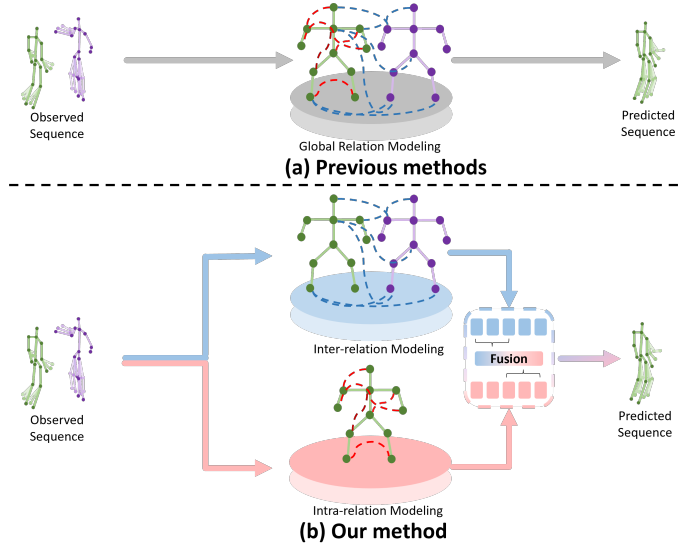 Observed
Sequence
Global Relation Modeling
Predicted
Sequence
(a) Previous methods
Inter-relation Modeling
Observed
Sequence
Fusion
Predicted
Sequence
Intra-relation Modeling
(b) Our method